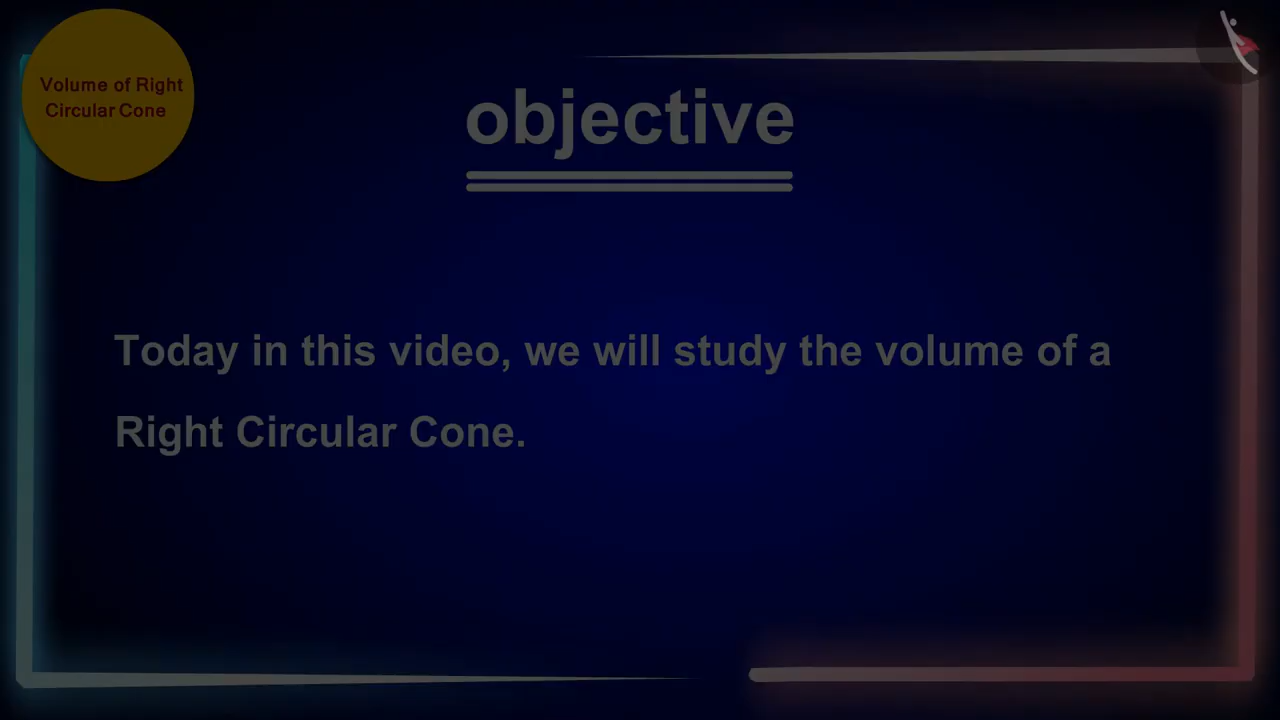 Volume of Right
Circular Cone
objective
Today in this video, we will study the volume of a
Right Circular Cone.